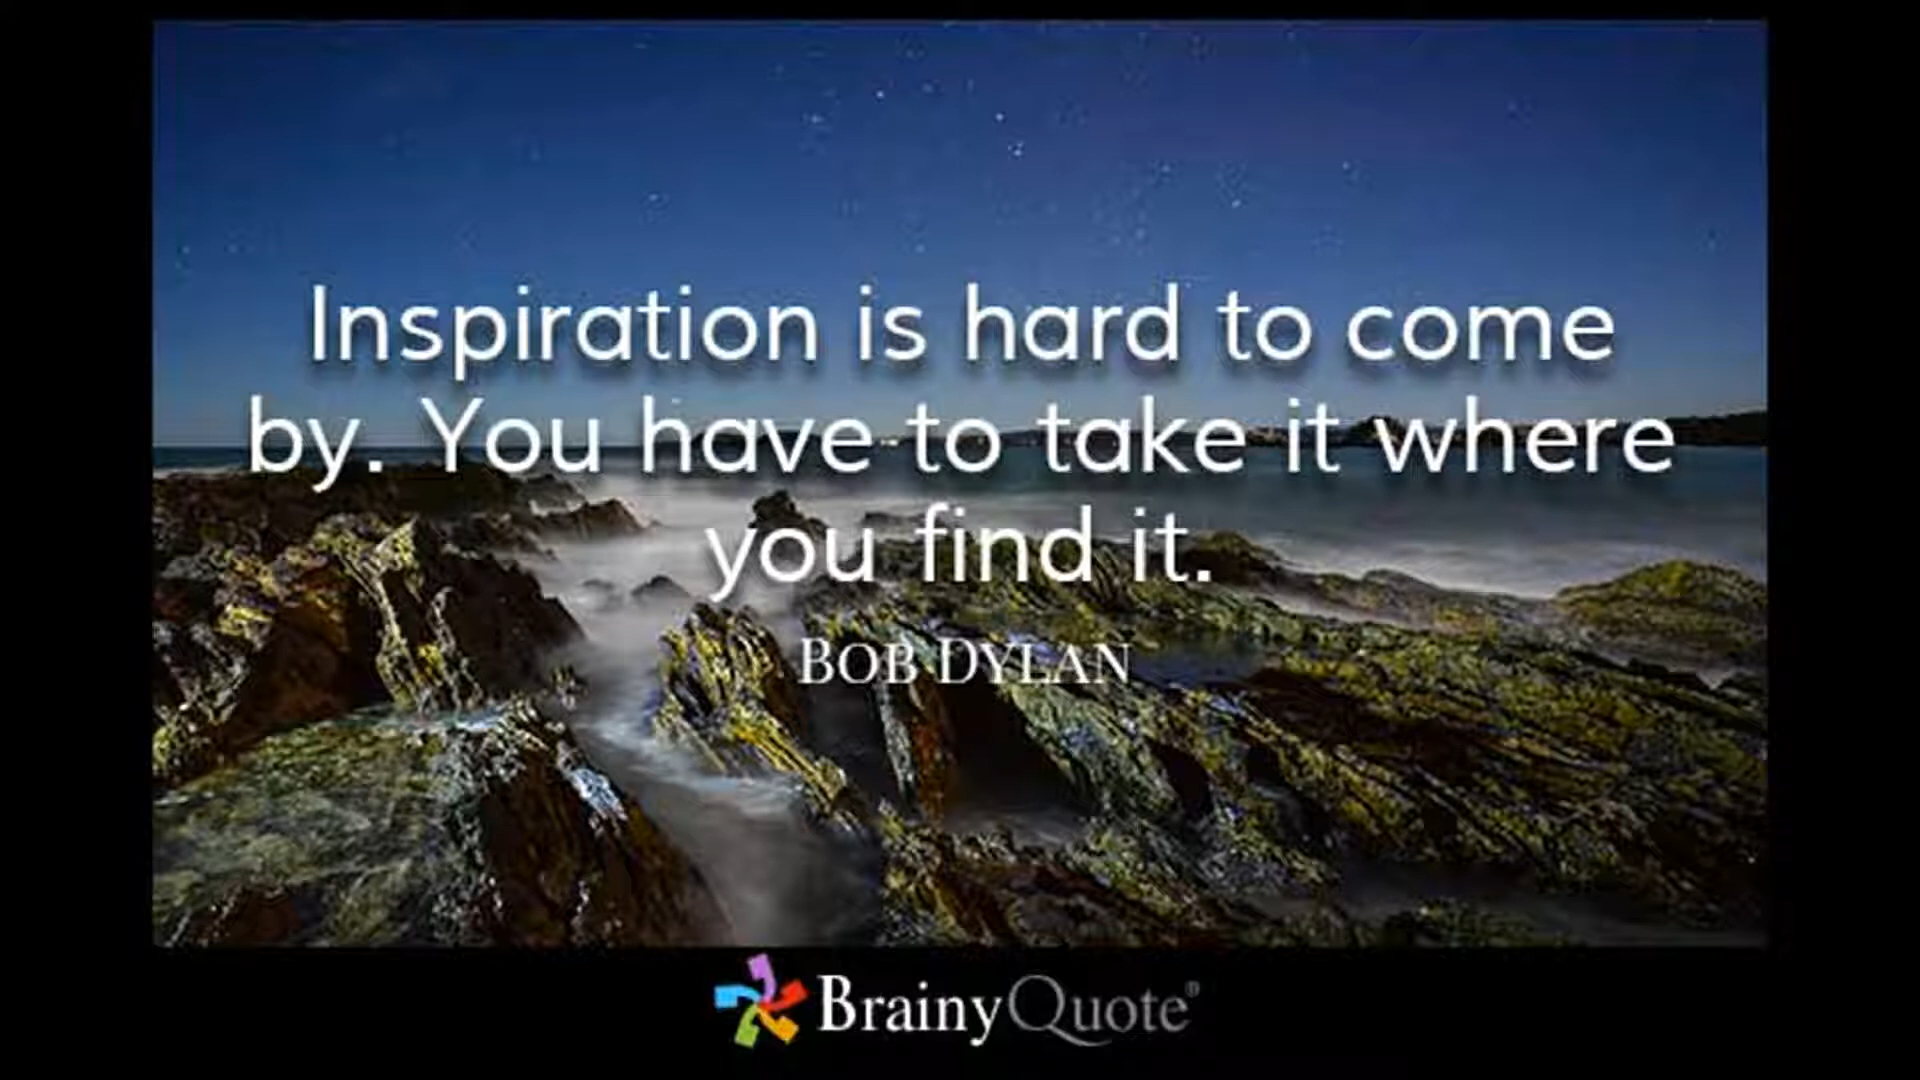 Inspiration is hard to come
by. You have to take it where
you find it.
BOB DYLAN
BrainyQuote®